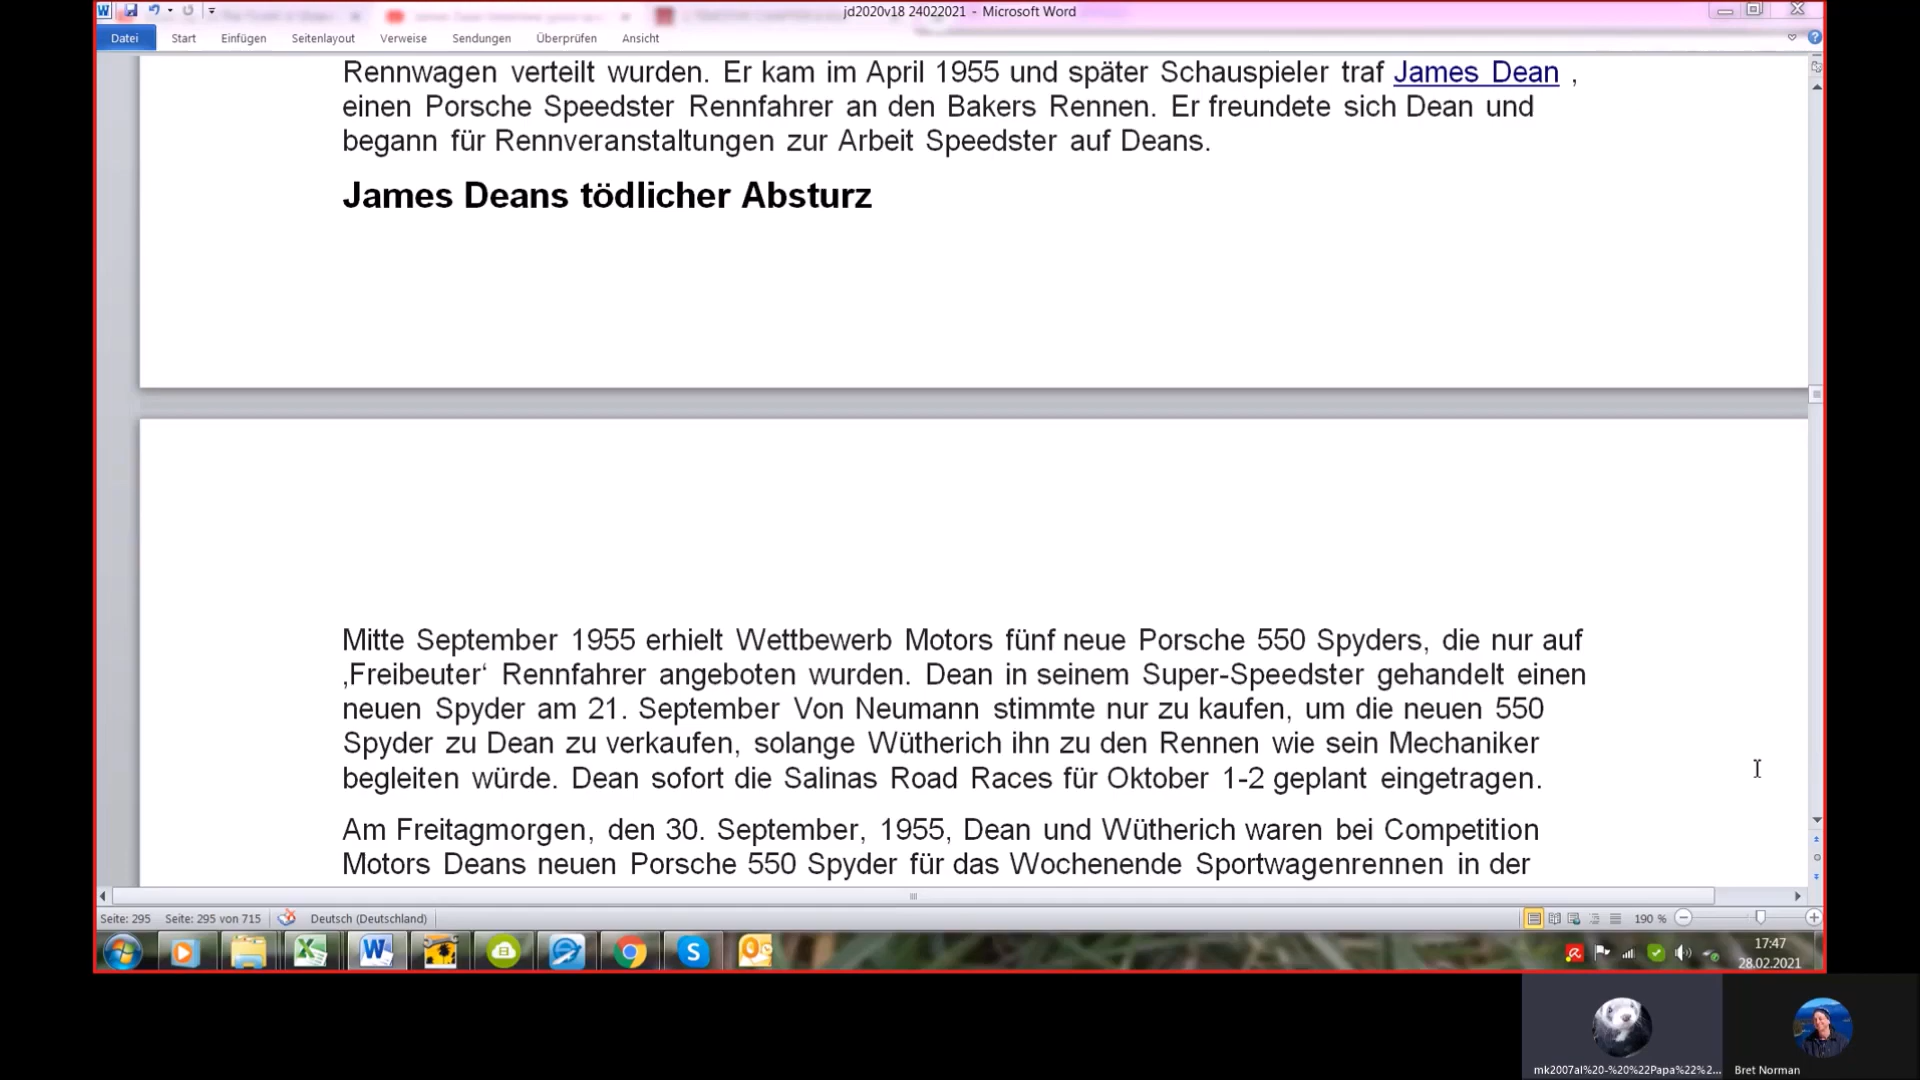 jd2020v18 24022021 - Microsoft Word
Datei Start Einfügen Seitenlayout Verweise Sendungen Überprüfen Ansicht
Rennwagen verteilt wurden. Er kam im April 1955 und später Schauspieler traf James Dean ,
einen Porsche Speedster Rennfahrer an den Bakers Rennen. Er freundete sich Dean und
begann für Rennveranstaltungen zur Arbeit Speedster auf Deans.
James Deans tödlicher Absturz
Mitte September 1955 erhielt Wettbewerb Motors fünf neue Porsche 550 Spyders, die nur auf
‚Freibeuter‘ Rennfahrer angeboten wurden. Dean in seinem Super-Speedster gehandelt einen
neuen Spyder am 21. September Von Neumann stimmte nur zu kaufen, um die neuen 550
Spyder zu Dean zu verkaufen, solange Wütherich ihn zu den Rennen wie sein Mechaniker
begleiten würde. Dean sofort die Salinas Road Races für Oktober 1-2 geplant eingetragen.
Am Freitagmorgen, den 30. September, 1955, Dean und Wütherich waren bei Competition
Motors Deans neuen Porsche 550 Spyder für das Wochenende Sportwagenrennen in der
Seite: 295 Seite: 295 von 715 Deutsch (Deutschland) 190 %
17:47
28.02.2021
mk2007al%20-%20%22Papa%22%2... Bret Norman